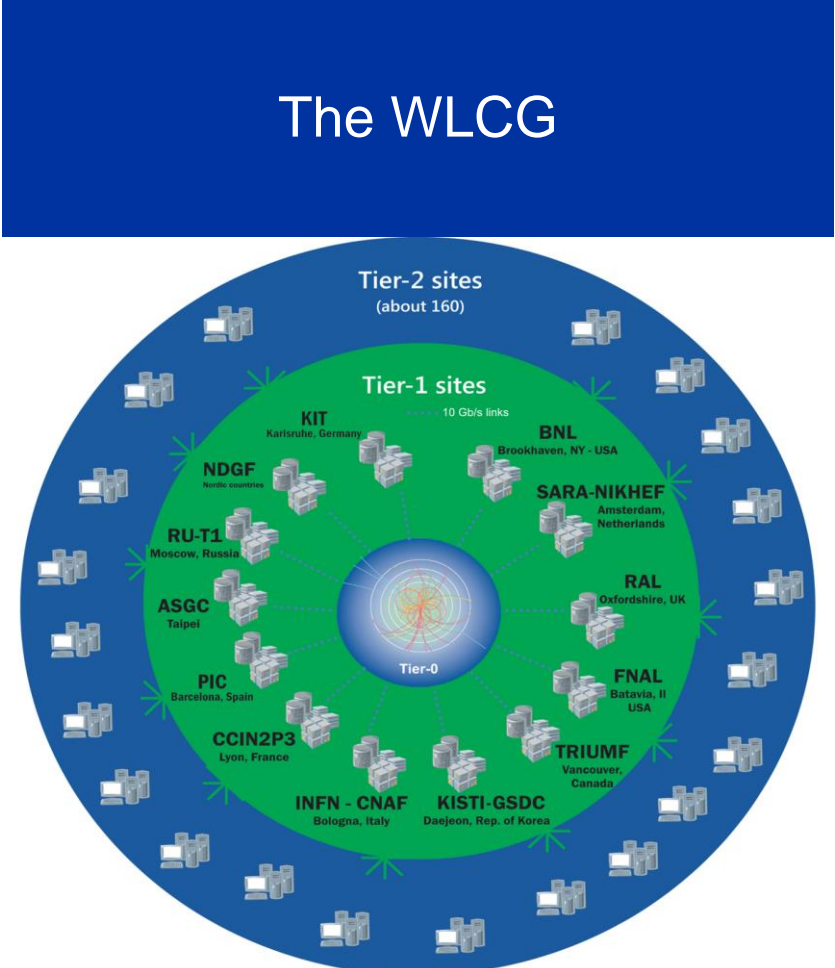 The WLCG
Tier-2 sites
(about 160)
Tier-1 sites
10 Gb/s links
KIT
Karlsruhe, Germany
BNL
Brookhaven, NY - USA
NDGF
Nordic countries
SARA-NIKHEF
Amsterdam,
Netherlands
RU-T1
Moscow, Russia
RAL
Oxfordshire, UK
ASGC
Taipei
Tier-0
PIC
Barcelona, Spain
FNAL
Batavia, Il
USA
CCIN2P3
Lyon, France
TRIUMF
Vancouver,
Canada
INFN - CNAF
Bologna, Italy
KISTI-GSDC
Daejeon, Rep. of Korea